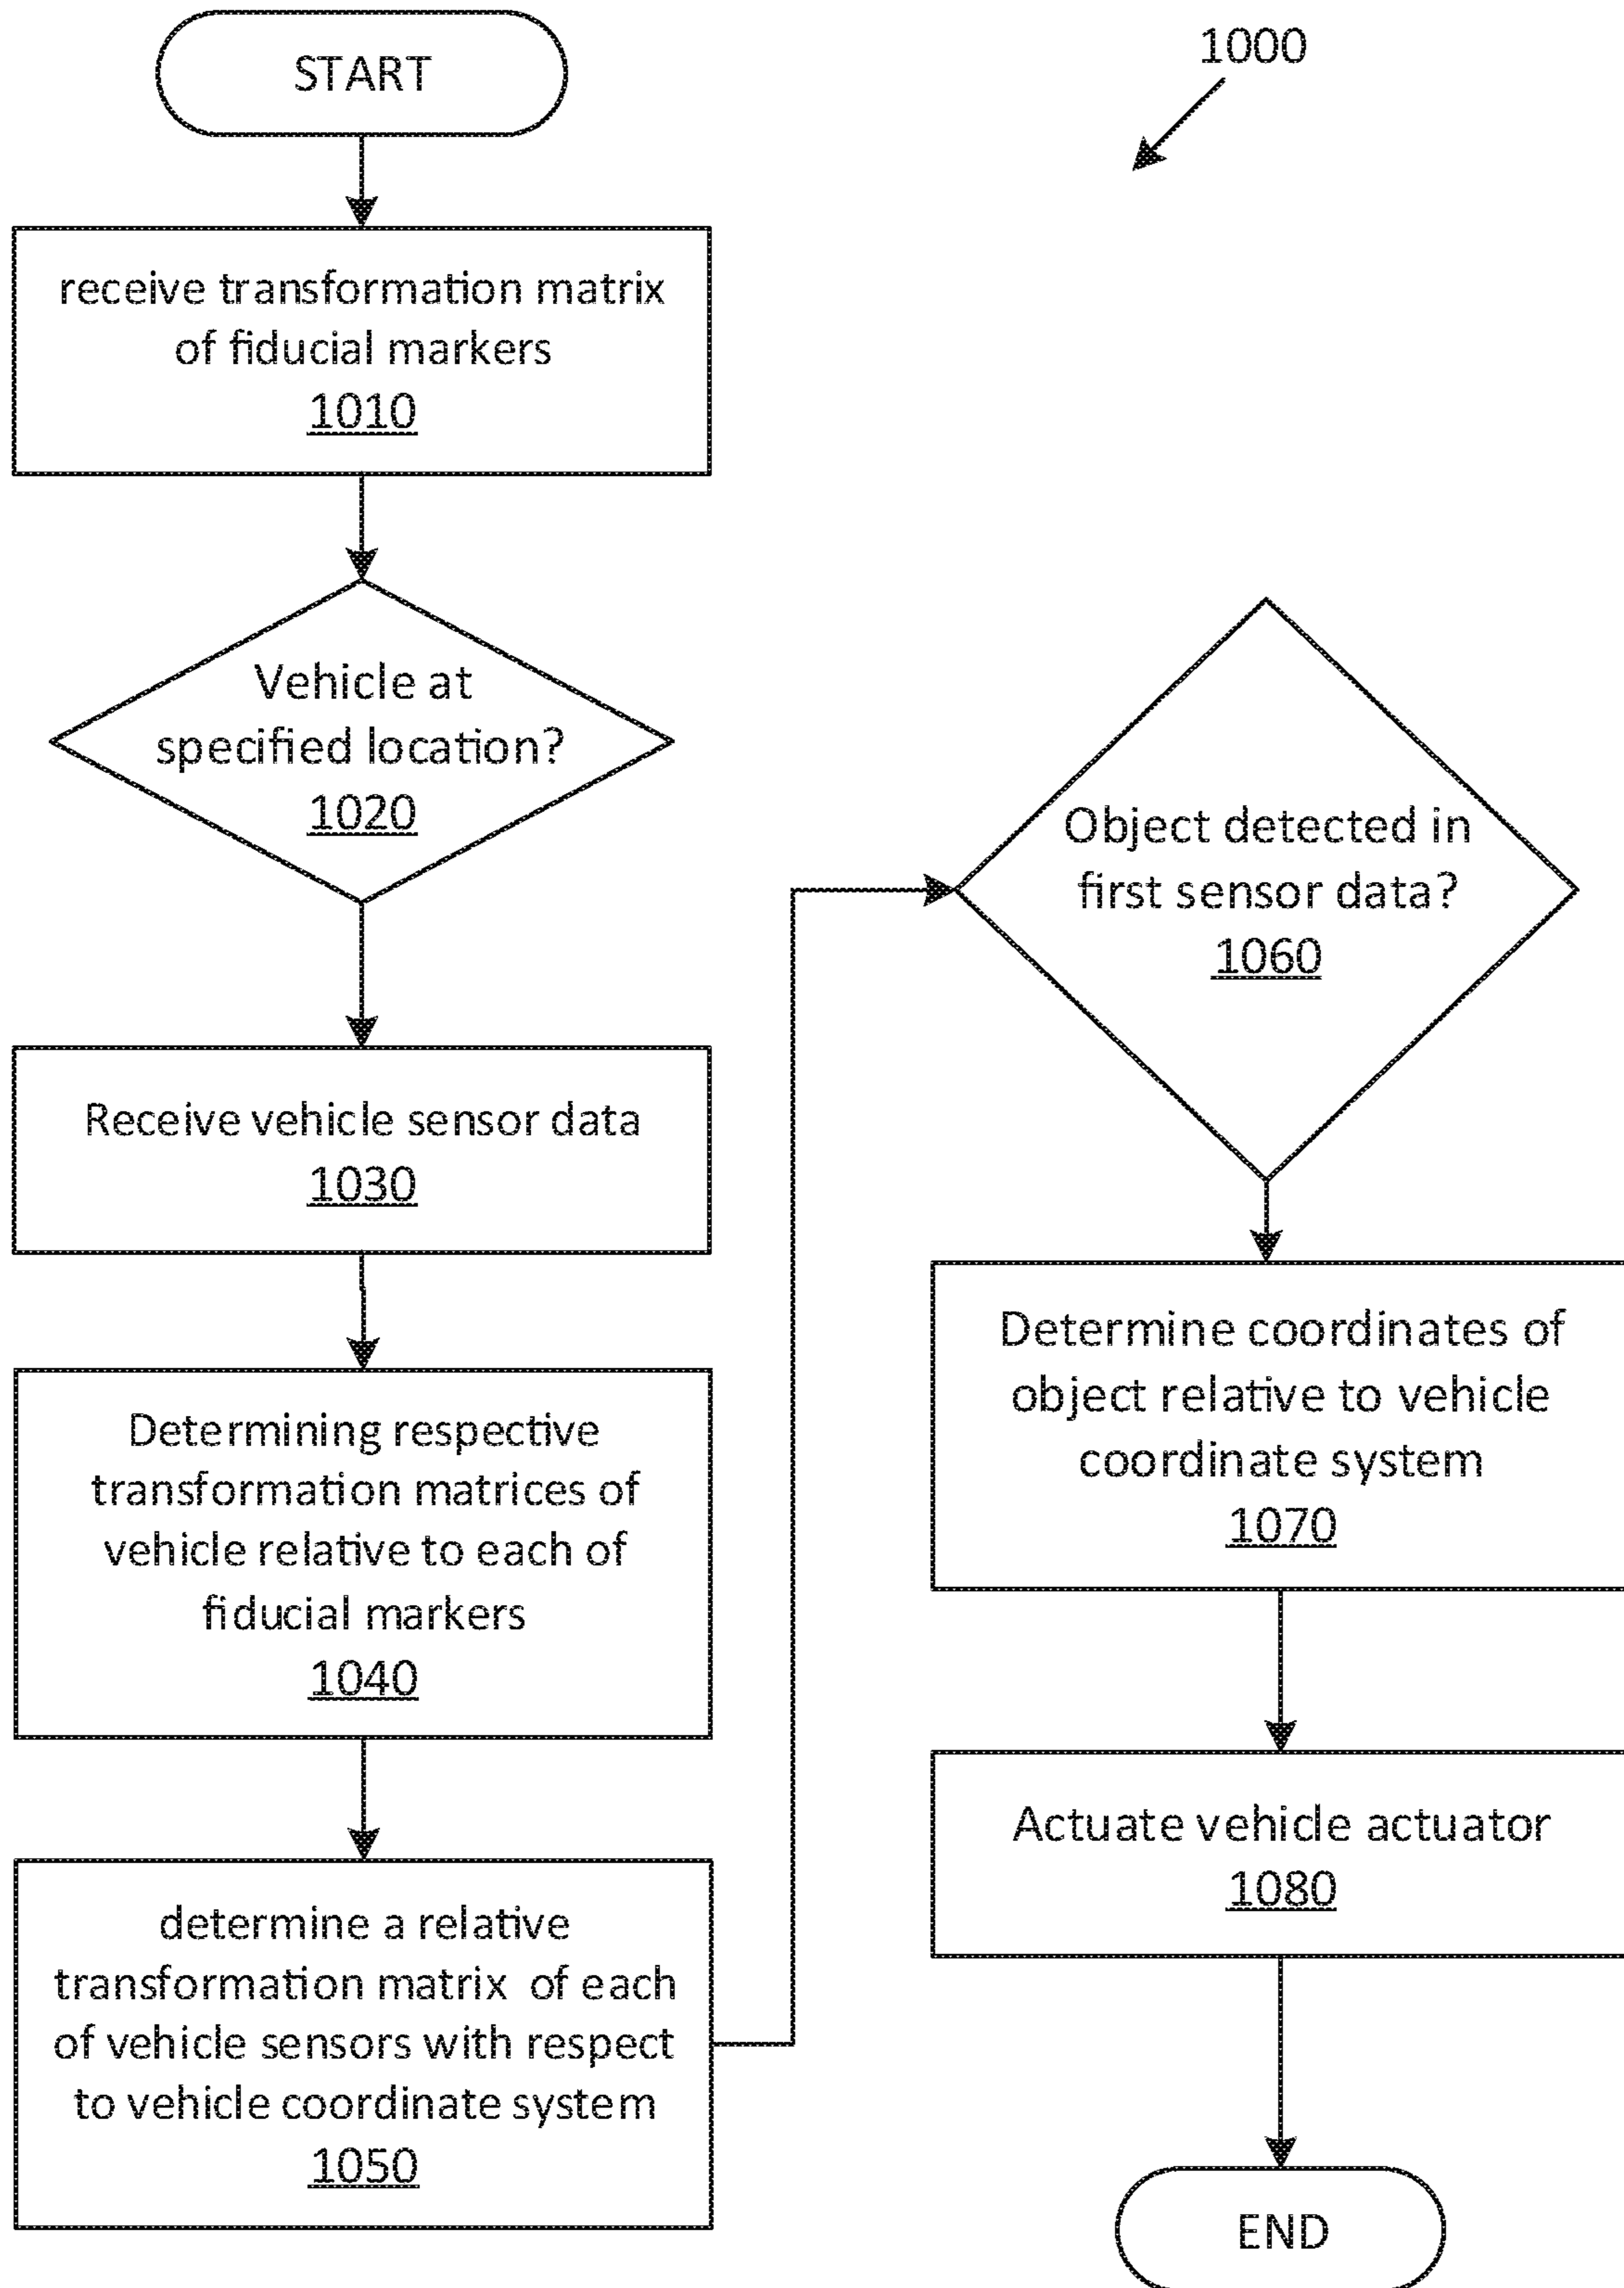 START
1000
receive transformation matrix
of fiducial markers
1010
Vehicle at
specified location?
1020
Receive vehicle sensor data
1030
Determining respective
transformation matrices of
vehicle relative to each of
fiducial markers
1040
determine a relative
transformation matrix of each
of vehicle sensors with respect
to vehicle coordinate system
1050
Object detected in
first sensor data?
1060
Determine coordinates of
object relative to vehicle
coordinate system
1070
Actuate vehicle actuator
1080
END